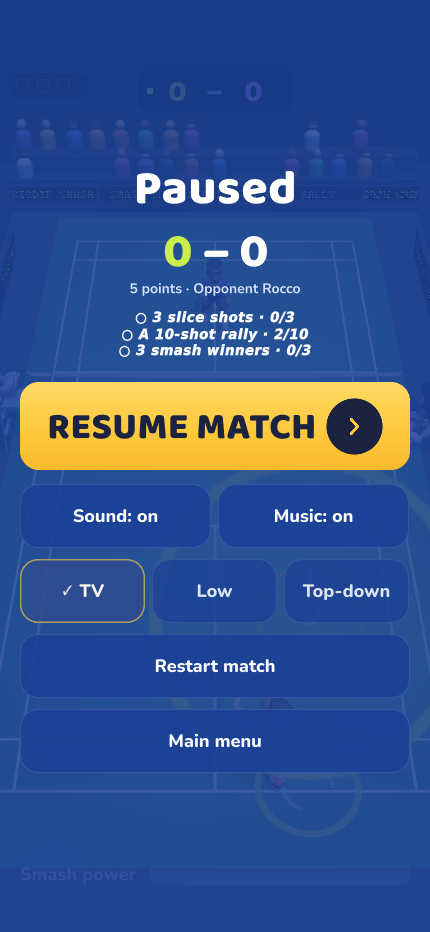 0 – 0
Paused
0 – 0
5 points · Opponent Rocco
○ 3 slice shots · 0/3
○ A 10-shot rally · 2/10
○ 3 smash winners · 0/3
RESUME MATCH
Sound: on
Music: on
✓ TV
Low
Top-down
Restart match
Main menu
Smash power